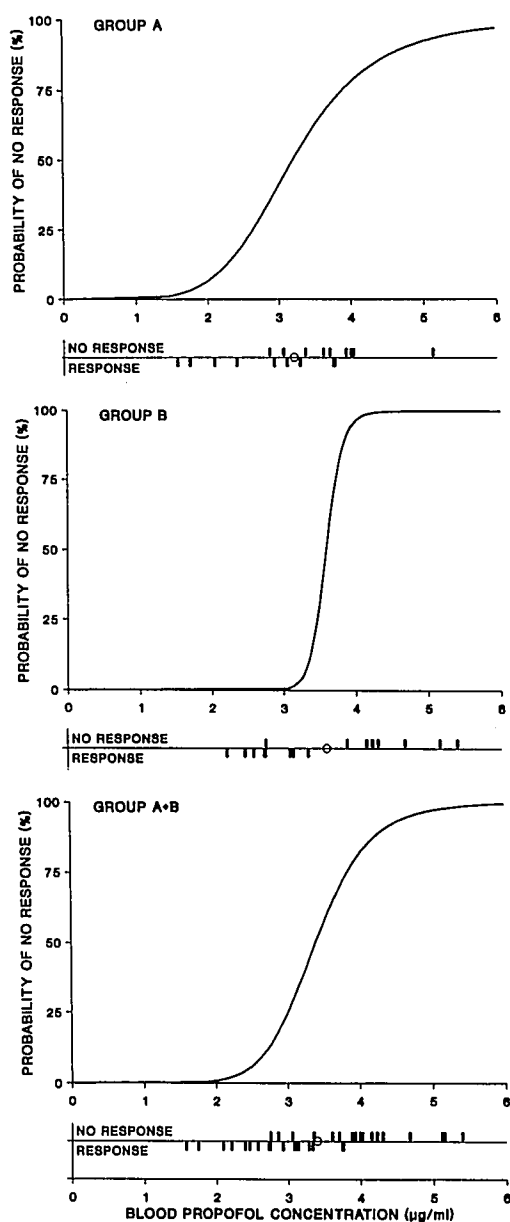 GROUP A
PROBABILITY OF NO RESPONSE (%)
100
75
50
25
0
0 1 2 3 4 5 6
NO RESPONSE
RESPONSE
GROUP B
PROBABILITY OF NO RESPONSE (%)
100
75
50
25
0
0 1 2 3 4 5 6
NO RESPONSE
RESPONSE
GROUP A+B
PROBABILITY OF NO RESPONSE (%)
100
75
50
25
0
0 1 2 3 4 5 6
NO RESPONSE
RESPONSE
0 1 2 3 4 5 6
BLOOD PROPOFOL CONCENTRATION (µg/ml)